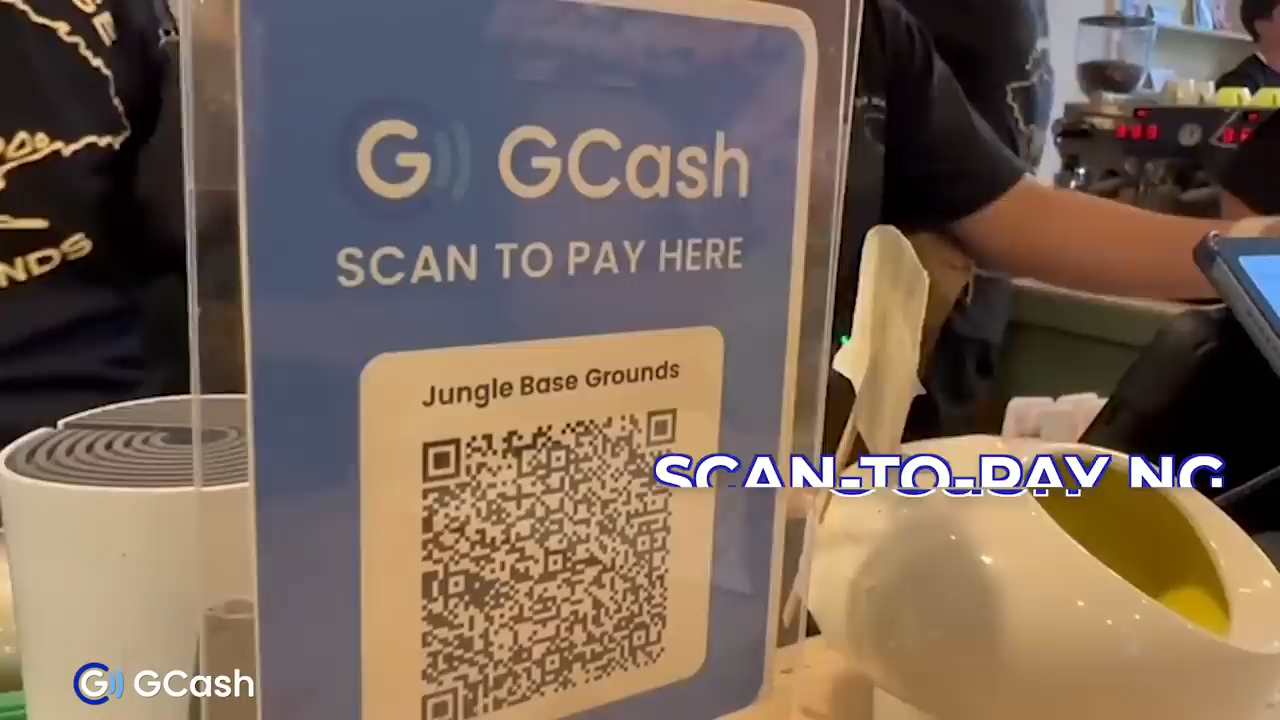 GCash
SCAN TO PAY HERE
Jungle Base Grounds
SCAN-TO-PAY NG
GCash